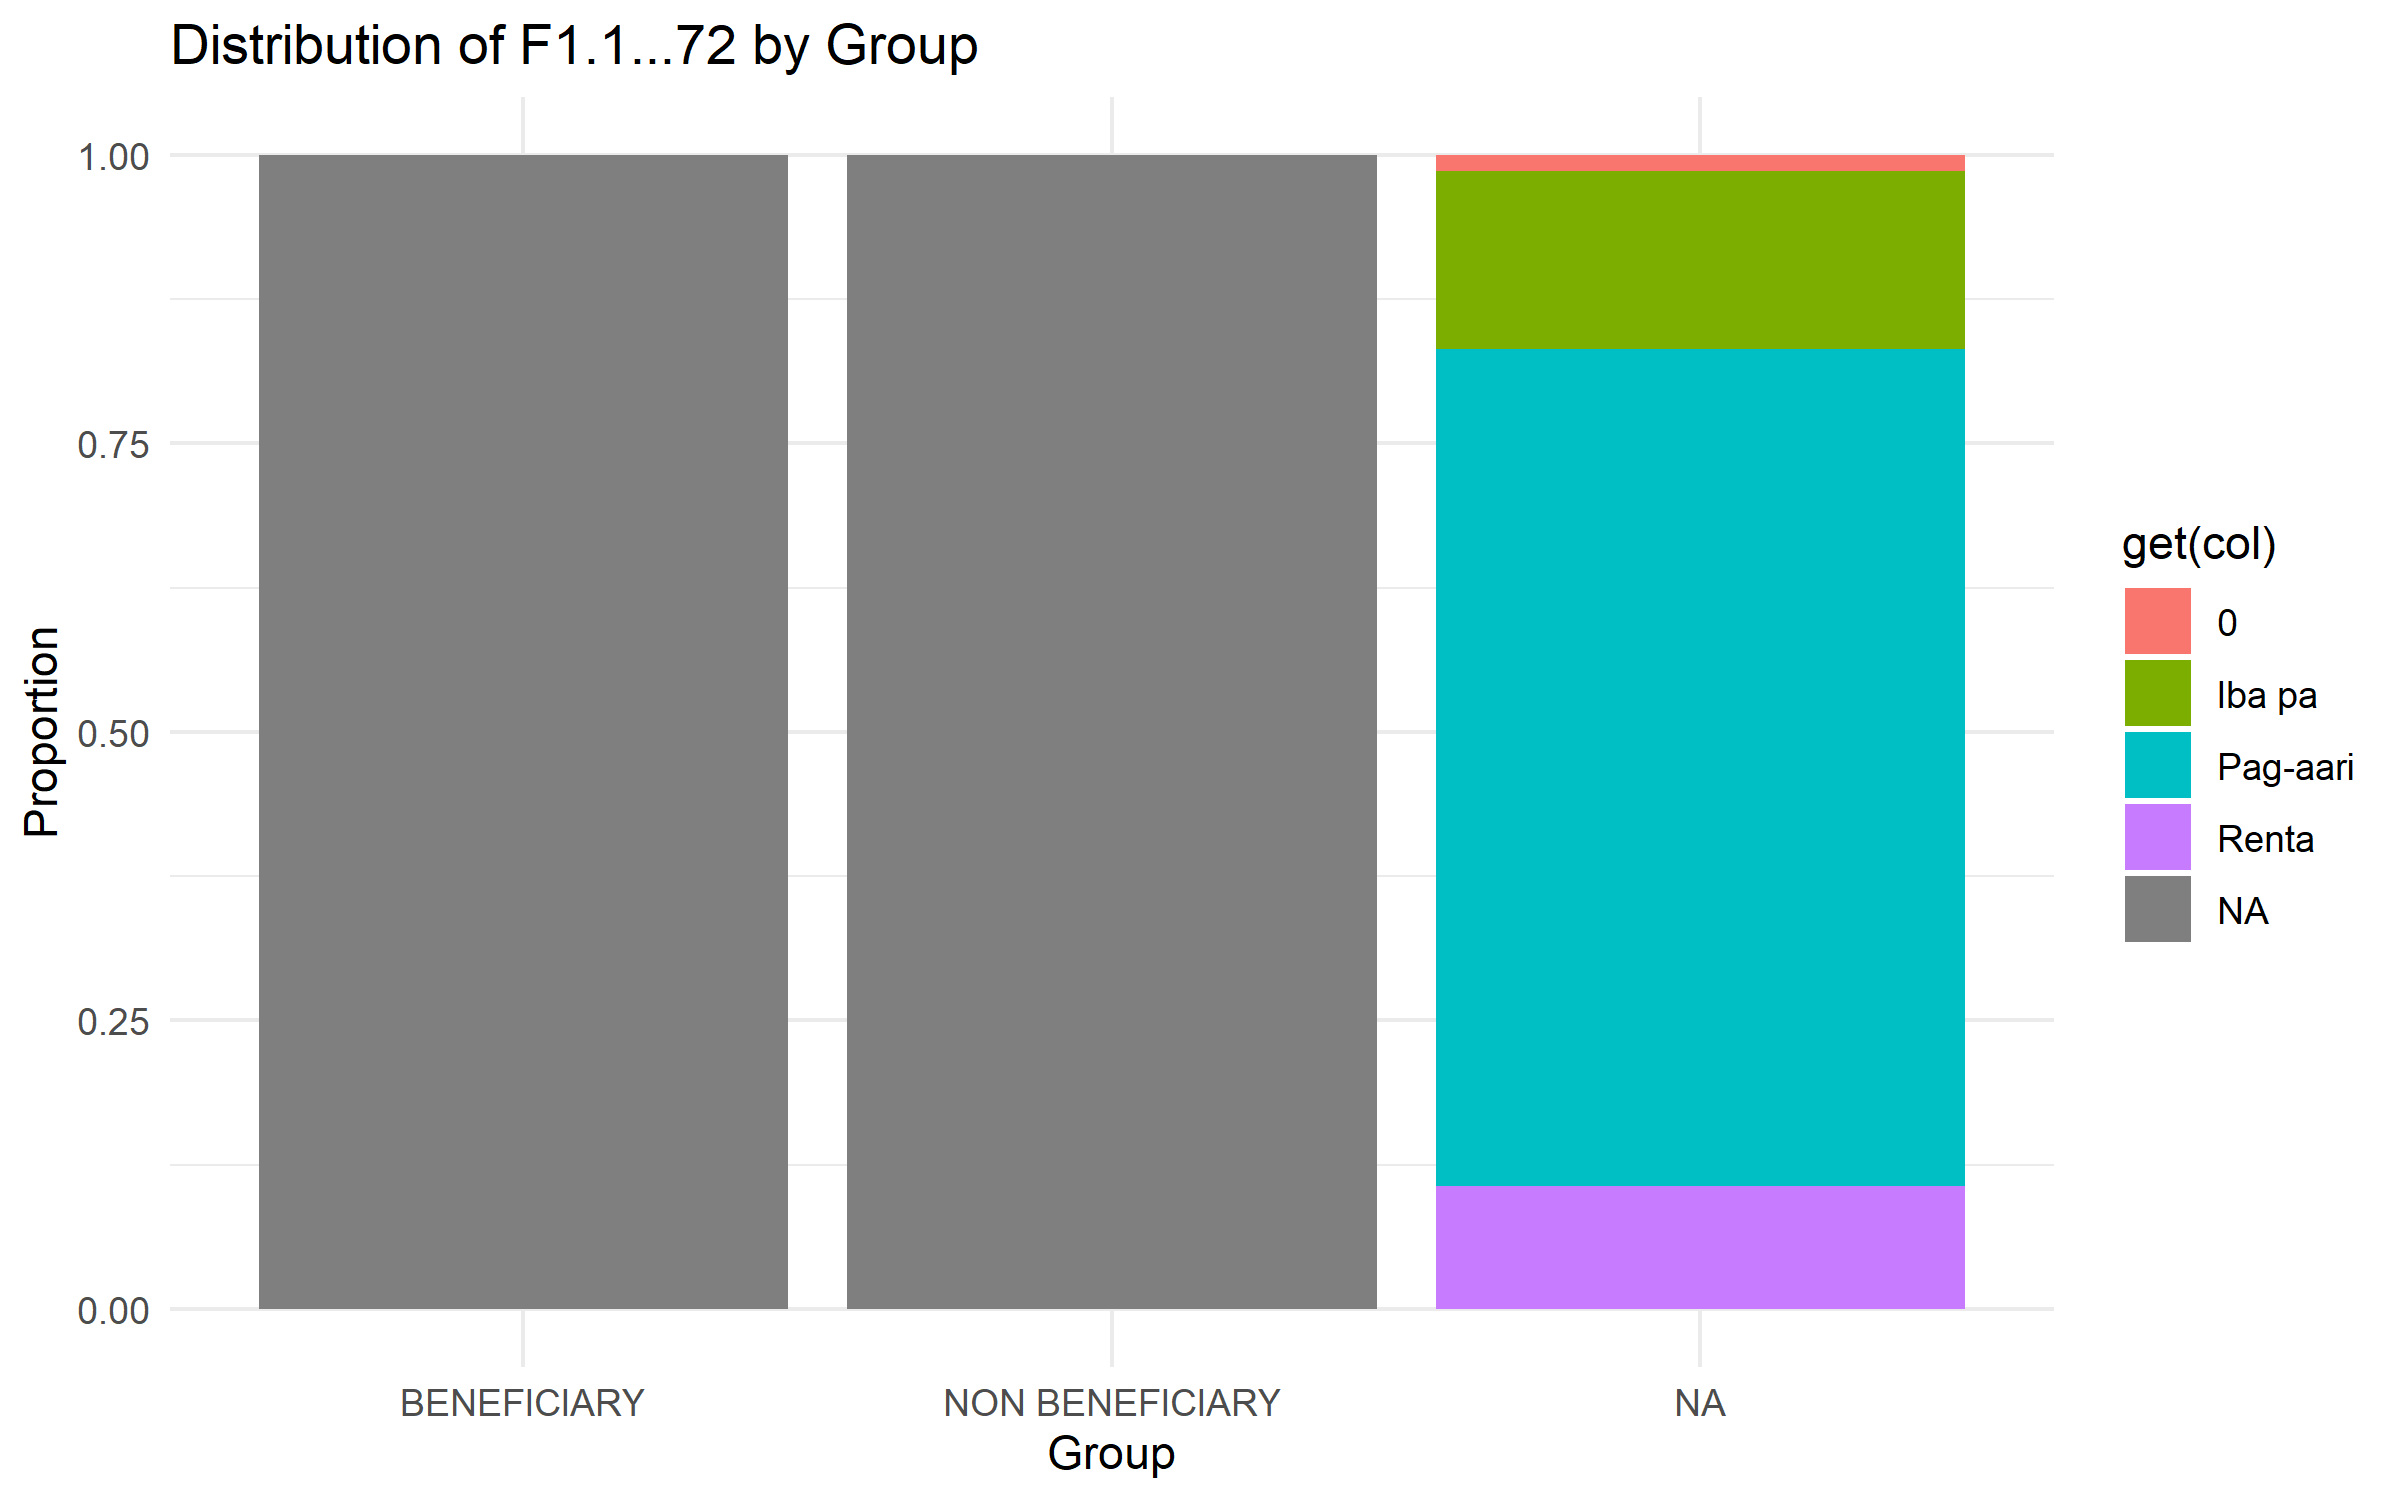 Distribution of F1.1...72 by Group
1.00
0.75
0.50
0.25
0.00
Proportion
BENEFICIARY
NON BENEFICIARY
NA
Group
get(col)
0
Iba pa
Pag-aari
Renta
NA